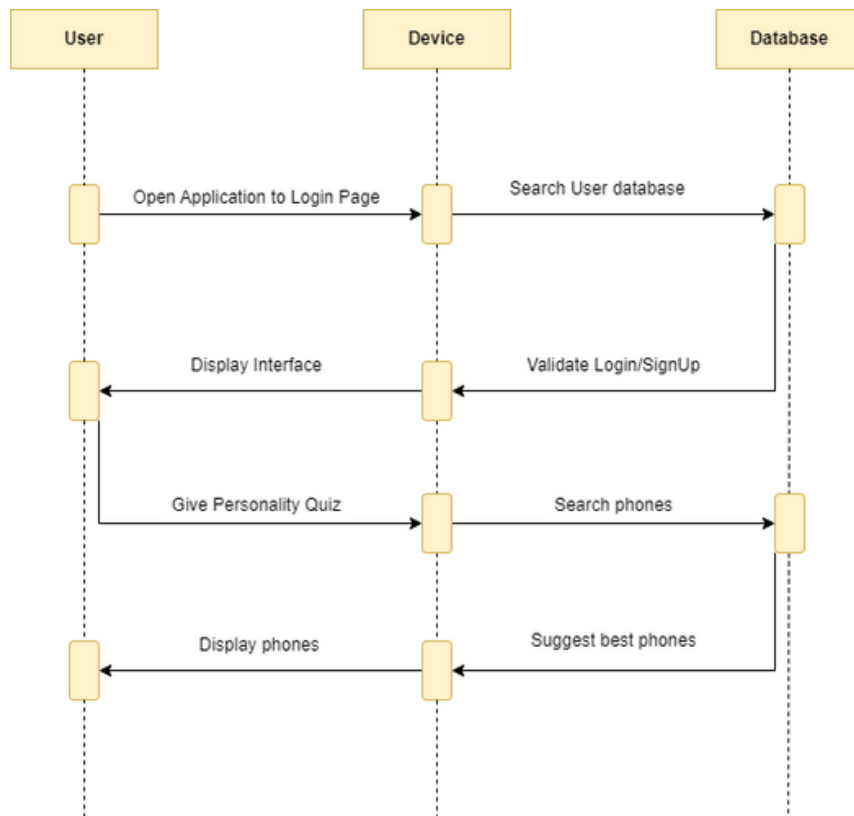 User
Device
Database
Open Application to Login Page
Search User database
Display Interface
Validate Login/SignUp
Give Personality Quiz
Search phones
Display phones
Suggest best phones